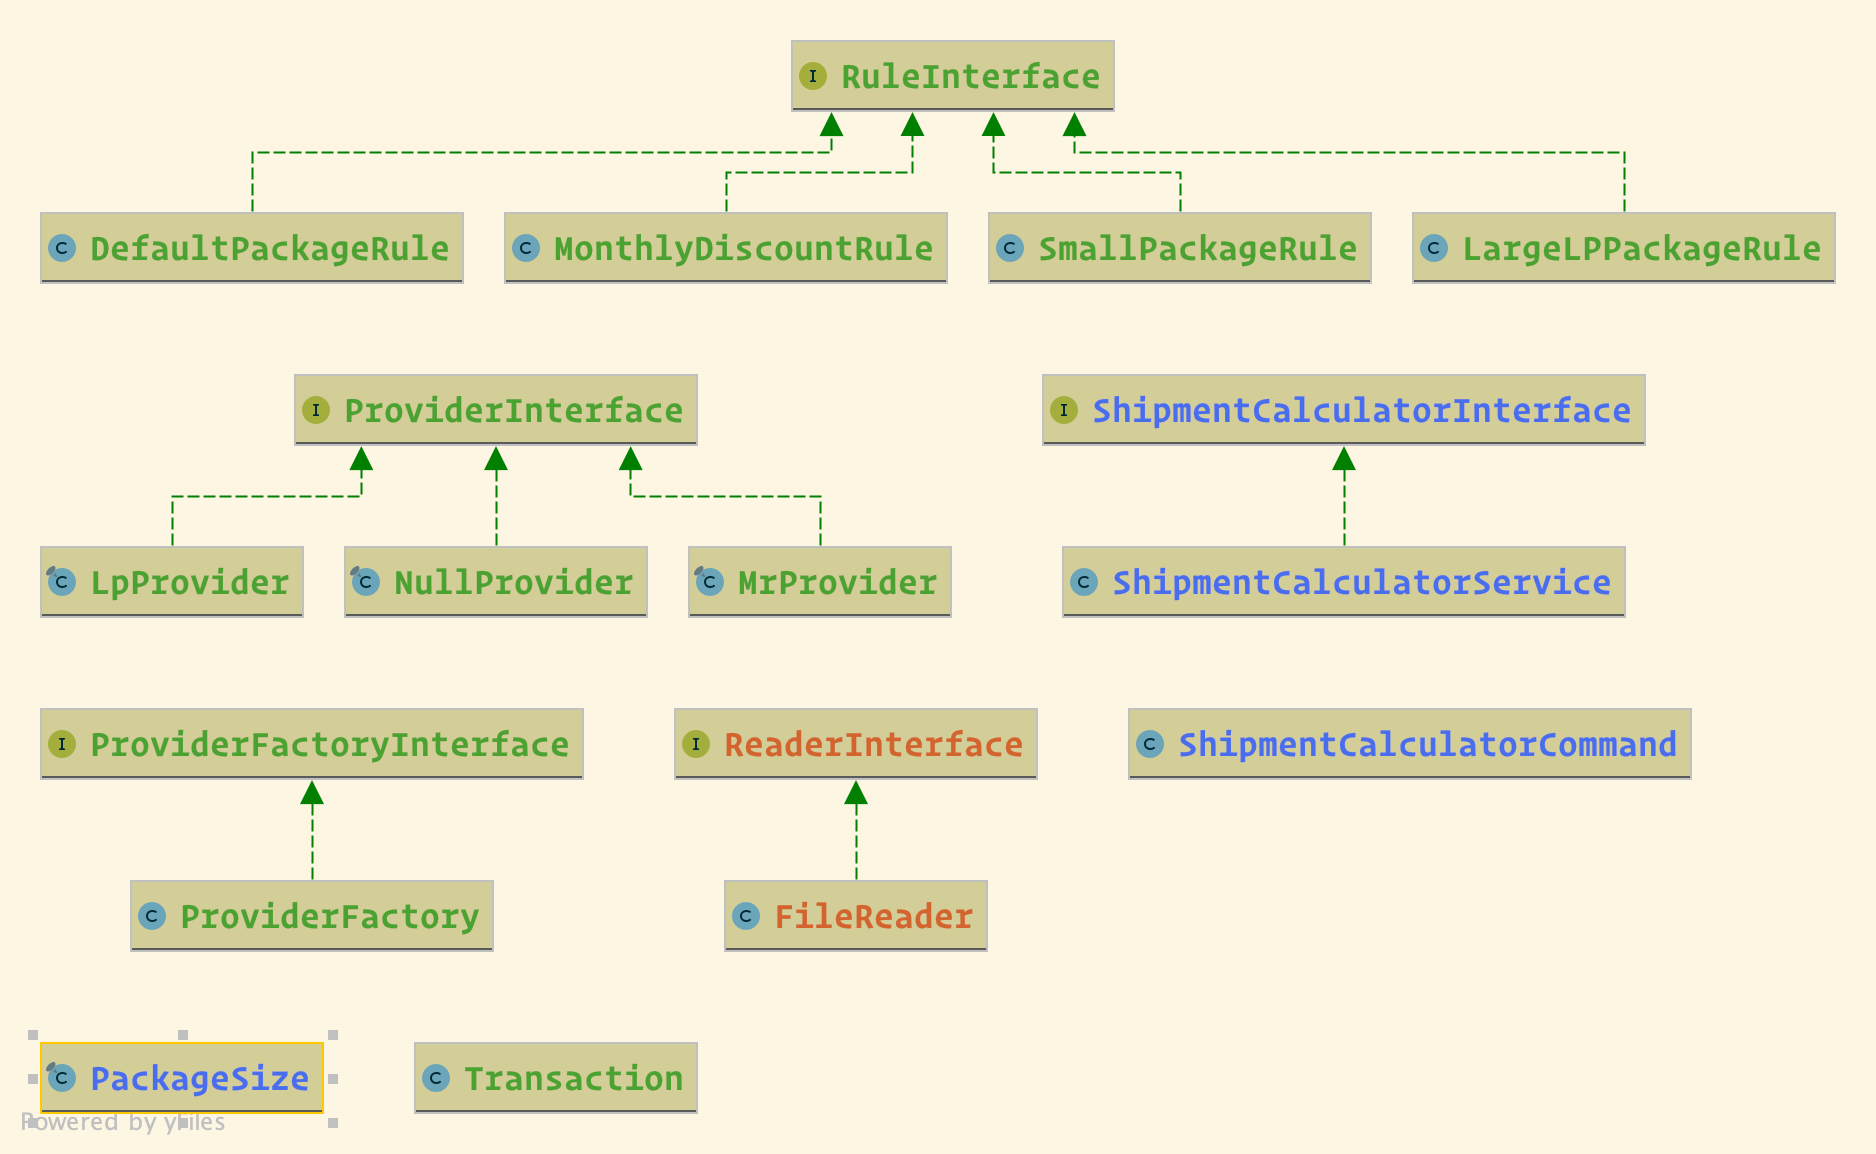 I RuleInterface
C DefaultPackageRule
C MonthlyDiscountRule
C SmallPackageRule
C LargeLPPackageRule
I ProviderInterface
I ShipmentCalculatorInterface
C LpProvider
C NullProvider
C MrProvider
C ShipmentCalculatorService
I ProviderFactoryInterface
I ReaderInterface
C ShipmentCalculatorCommand
C ProviderFactory
C FileReader
C PackageSize
C Transaction
Powered by yFiles